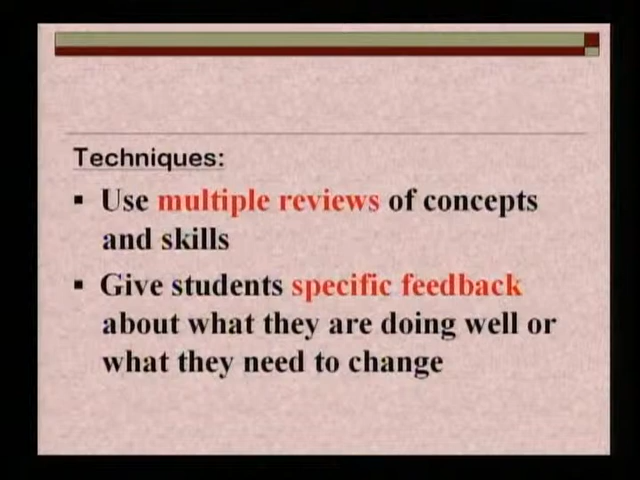 Techniques:
▪ Use multiple reviews of concepts
and skills
▪ Give students specific feedback
about what they are doing well or
what they need to change